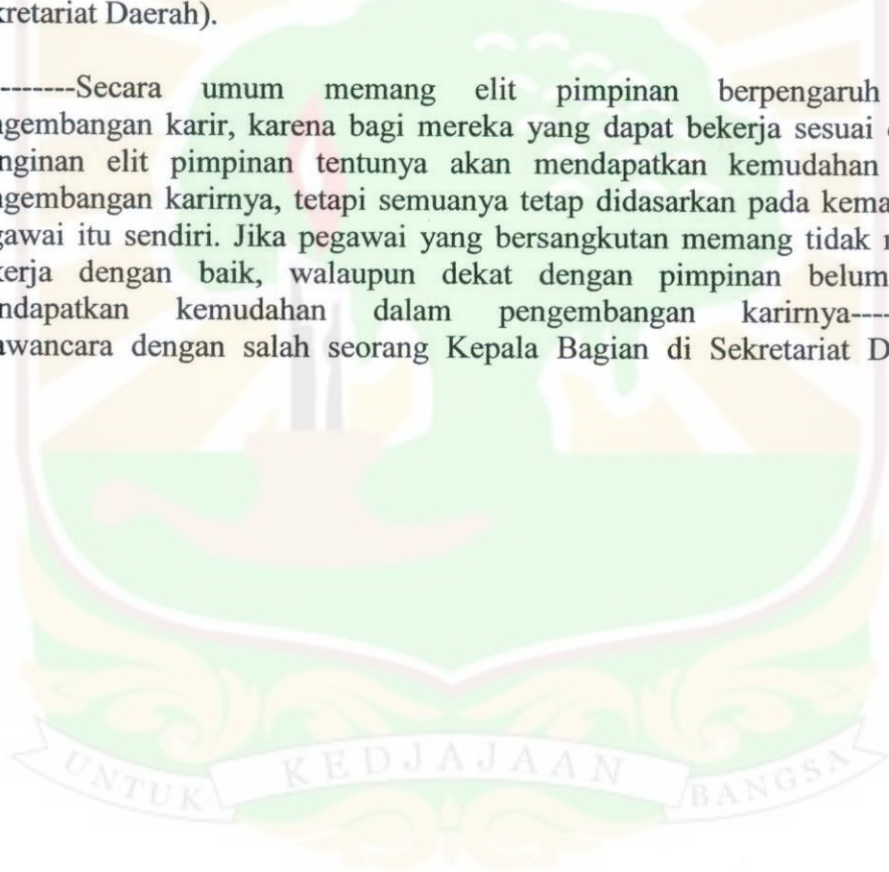 kretariat Daerah).
-------Secara umum memang elit pimpinan berpengaruh
ngembangan karir, karena bagi mereka yang dapat bekerja sesuai
nginan elit pimpinan tentunya akan mendapatkan kemudahan
ngembangan karirnya, tetapi semuanya tetap didasarkan pada kema
gawai itu sendiri. Jika pegawai yang bersangkutan memang tidak
kerja dengan baik, walaupun dekat dengan pimpinan belum
ndapatkan kemudahan dalam pengembangan karirnya----
awancara dengan salah seorang Kepala Bagian di Sekretariat D
UNTUK KEDJAJAAN BANGSA